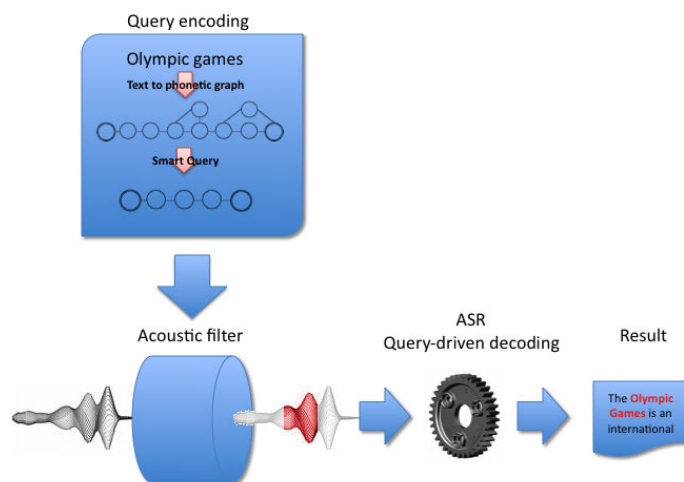 Query encoding
Olympic games
Text to phonetic graph
Smart Query
Acoustic filter
ASR
Query-driven decoding
Result
The Olympic
Games is an
international